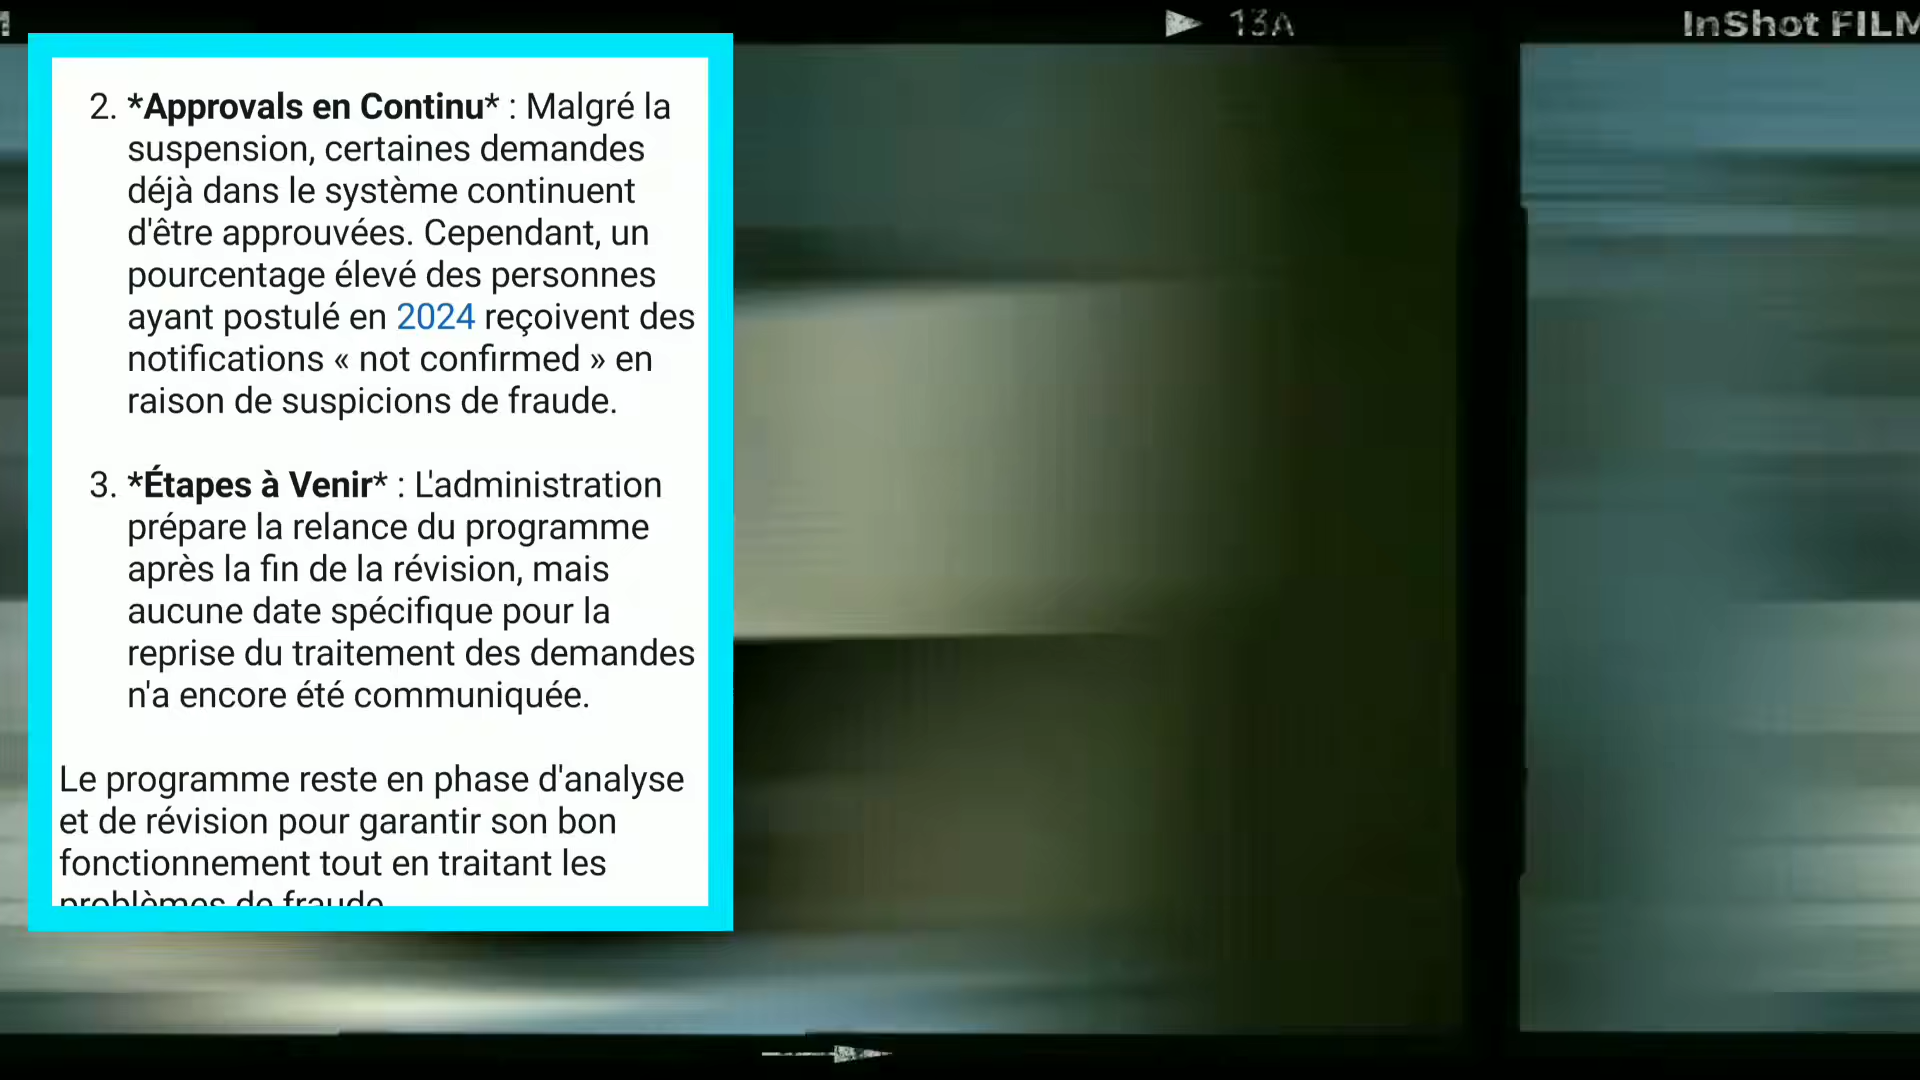 13A
InShot FILM
2. *Approvals en Continu* : Malgré la
suspension, certaines demandes
déjà dans le système continuent
d'être approuvées. Cependant, un
pourcentage élevé des personnes
ayant postulé en 2024 reçoivent des
notifications « not confirmed » en
raison de suspicions de fraude.
3. *Étapes à Venir* : L'administration
prépare la relance du programme
après la fin de la révision, mais
aucune date spécifique pour la
reprise du traitement des demandes
n'a encore été communiquée.
Le programme reste en phase d'analyse
et de révision pour garantir son bon
fonctionnement tout en traitant les
problèmes de fraude